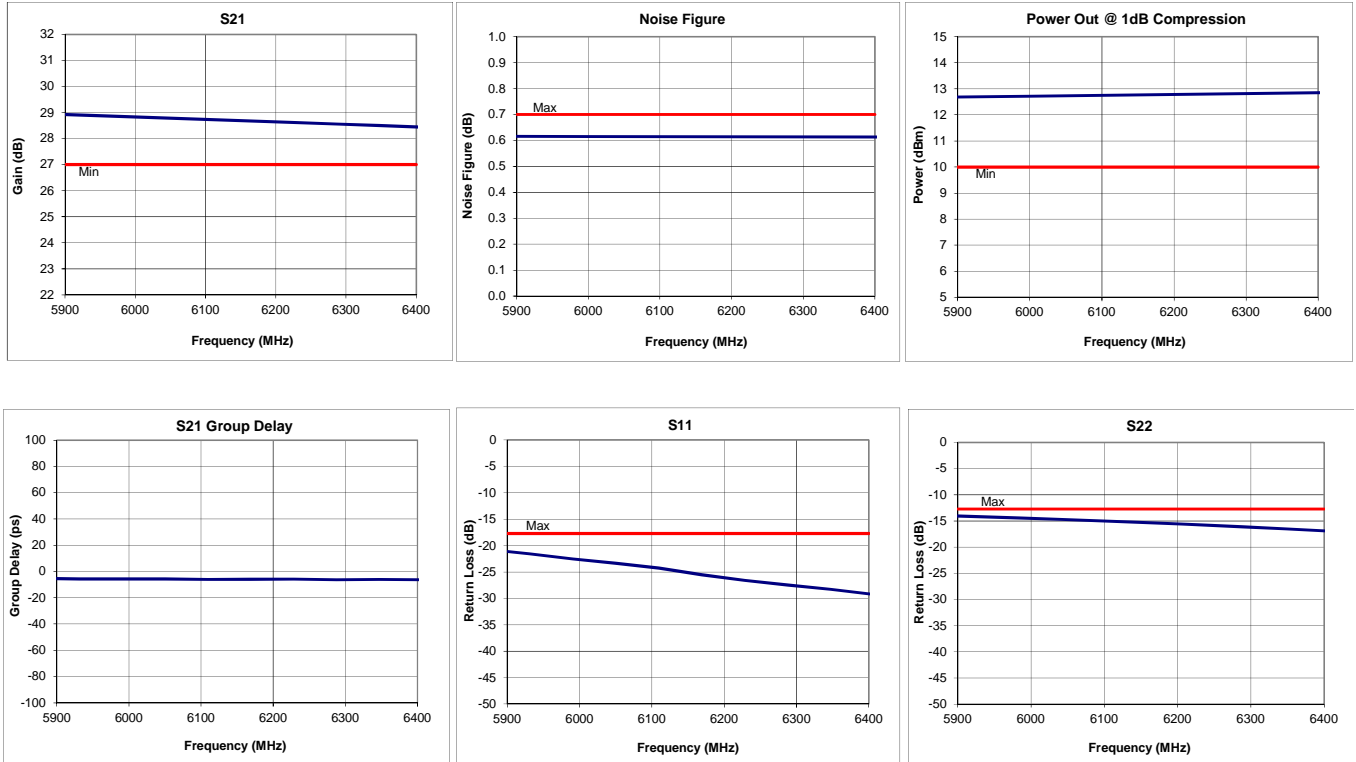 S21
32
31
30
29
28
27
26
25
24
23
22
Gain (dB)
Min
5900 6000 6100 6200 6300 6400
Frequency (MHz)
Noise Figure
1.0
0.9
0.8
0.7
0.6
0.5
0.4
0.3
0.2
0.1
0.0
Noise Figure (dB)
Max
5900 6000 6100 6200 6300 6400
Frequency (MHz)
Power Out @ 1dB Compression
15
14
13
12
11
10
9
8
7
6
5
Power (dBm)
Min
5900 6000 6100 6200 6300 6400
Frequency (MHz)
S21 Group Delay
100
80
60
40
20
0
-20
-40
-60
-80
-100
Group Delay (ps)
5900 6000 6100 6200 6300 6400
Frequency (MHz)
S11
0
-5
-10
-15
-20
-25
-30
-35
-40
-45
-50
Return Loss (dB)
Max
5900 6000 6100 6200 6300 6400
Frequency (MHz)
S22
0
-5
-10
-15
-20
-25
-30
-35
-40
-45
-50
Return Loss (dB)
Max
5900 6000 6100 6200 6300 6400
Frequency (MHz)